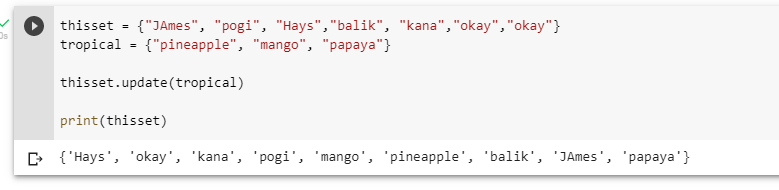 thisset = {"JAmes", "pogi", "Hays","balik", "kana","okay","okay"}
tropical = {"pineapple", "mango", "papaya"}
thisset.update(tropical)
print(thisset)
{'Hays', 'okay', 'kana', 'pogi', 'mango', 'pineapple', 'balik', 'JAmes', 'papaya'}